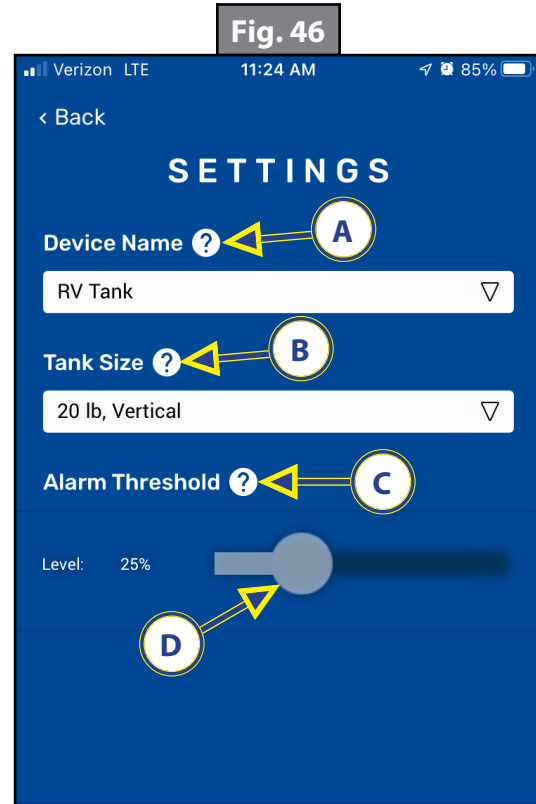 Fig. 46
Verizon LTE 11:24 AM 85%
< Back
SETTINGS
Device Name ? A
RV Tank
Tank Size ? B
20 lb, Vertical
Alarm Threshold ? C
Level: 25%
D